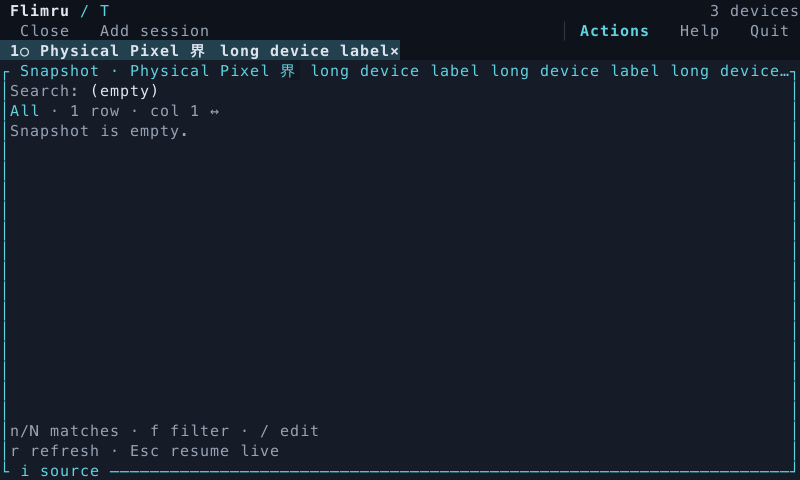 Flimru / T 3 devices
Close Add session │ Actions Help Quit
1○ Physical Pixel 界 long device label×
Snapshot · Physical Pixel 界 long device label long device label long device…
Search: (empty)
All · 1 row · col 1 ↔
Snapshot is empty.
n/N matches · f filter · / edit
r refresh · Esc resume live
i source